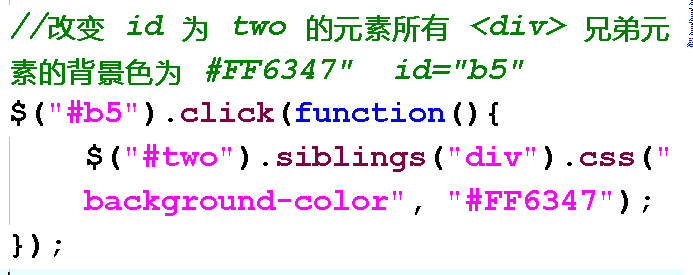 //改变 id 为 two 的元素所有 <div> 兄弟元
素的背景色为 #FF6347"  id="b5"
$("#b5").click(function(){
    $("#two").siblings("div").css("
    background-color", "#FF6347");
});